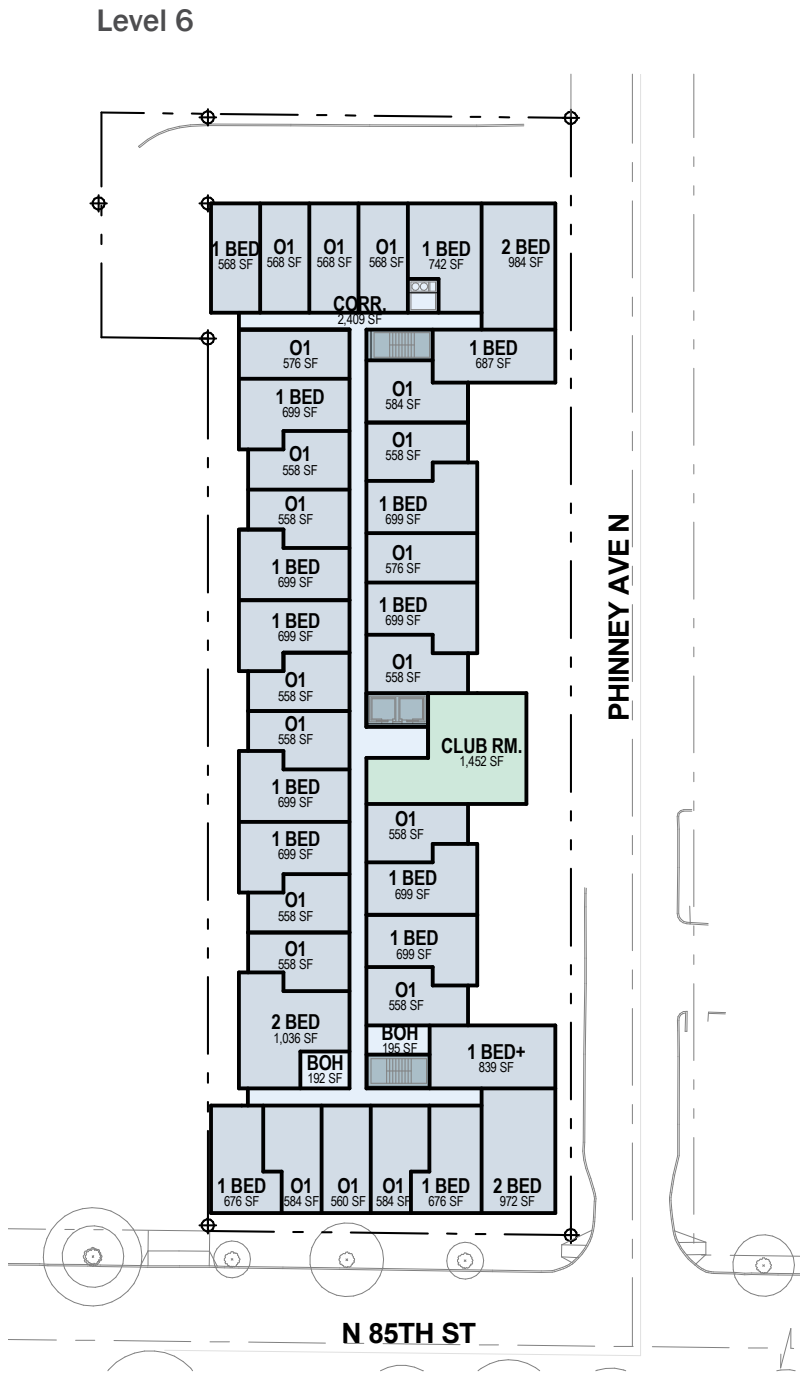 Level 6
1 BED
568 SF
O1
568 SF
O1
568 SF
O1
568 SF
1 BED
742 SF
2 BED
984 SF
CORR.
2,409 SF
O1
576 SF
1 BED
687 SF
1 BED
699 SF
O1
584 SF
O1
558 SF
O1
558 SF
O1
558 SF
1 BED
699 SF
1 BED
699 SF
O1
576 SF
1 BED
699 SF
1 BED
699 SF
O1
558 SF
O1
558 SF
O1
558 SF
CLUB RM.
1,452 SF
1 BED
699 SF
O1
558 SF
1 BED
699 SF
1 BED
699 SF
O1
558 SF
1 BED
699 SF
O1
558 SF
O1
558 SF
2 BED
1,036 SF
BOH
192 SF
BOH
195 SF
1 BED+
839 SF
1 BED
676 SF
O1
584 SF
O1
560 SF
O1
584 SF
1 BED
676 SF
2 BED
972 SF
PHINNEY AVE N
N 85TH ST